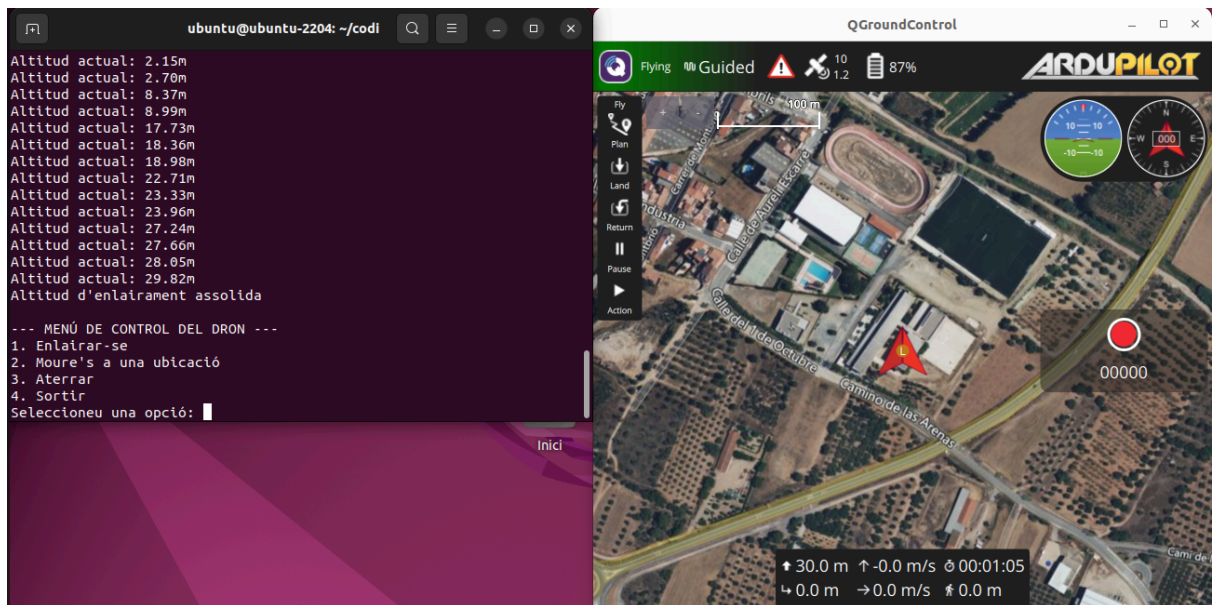 ubuntu@ubuntu-2204: ~/codi
Altitud actual: 2.15m
Altitud actual: 2.70m
Altitud actual: 8.37m
Altitud actual: 8.99m
Altitud actual: 17.73m
Altitud actual: 18.36m
Altitud actual: 18.98m
Altitud actual: 22.71m
Altitud actual: 23.33m
Altitud actual: 23.96m
Altitud actual: 27.24m
Altitud actual: 27.66m
Altitud actual: 28.05m
Altitud actual: 29.82m
Altitud d'enlairament assolida
--- MENÚ DE CONTROL DEL DRON ---
1. Enlairar-se
2. Moure's a una ubicació
3. Aterrar
4. Sortir
Seleccioneu una opció:
Inici
QGroundControl
Flying
Guided
10
1.2
87%
ARDUPILOT
Fly
Plan
Land
Return
Pause
Action
100 m
10 10
-10 -10
N
W 000 E
S
Calle de Aureli Escarré
Calle del 1 de Octubre
Camino de las Arenas
L
00000
30.0 m -0.0 m/s 00:01:05
0.0 m 0.0 m/s 0.0 m